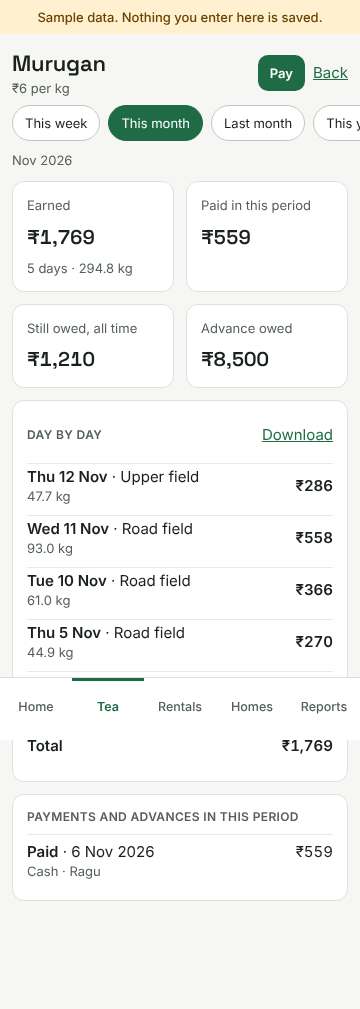 Sample data. Nothing you enter here is saved.
Murugan
₹6 per kg
Pay
Back
This week
This month
Last month
This y
Nov 2026
Earned
₹1,769
5 days · 294.8 kg
Paid in this period
₹559
Still owed, all time
₹1,210
Advance owed
₹8,500
DAY BY DAY
Download
Thu 12 Nov · Upper field
47.7 kg
₹286
Wed 11 Nov · Road field
93.0 kg
₹558
Tue 10 Nov · Road field
61.0 kg
₹366
Thu 5 Nov · Road field
44.9 kg
₹270
Home
Tea
Rentals
Homes
Reports
Total
₹1,769
PAYMENTS AND ADVANCES IN THIS PERIOD
Paid · 6 Nov 2026
Cash · Ragu
₹559